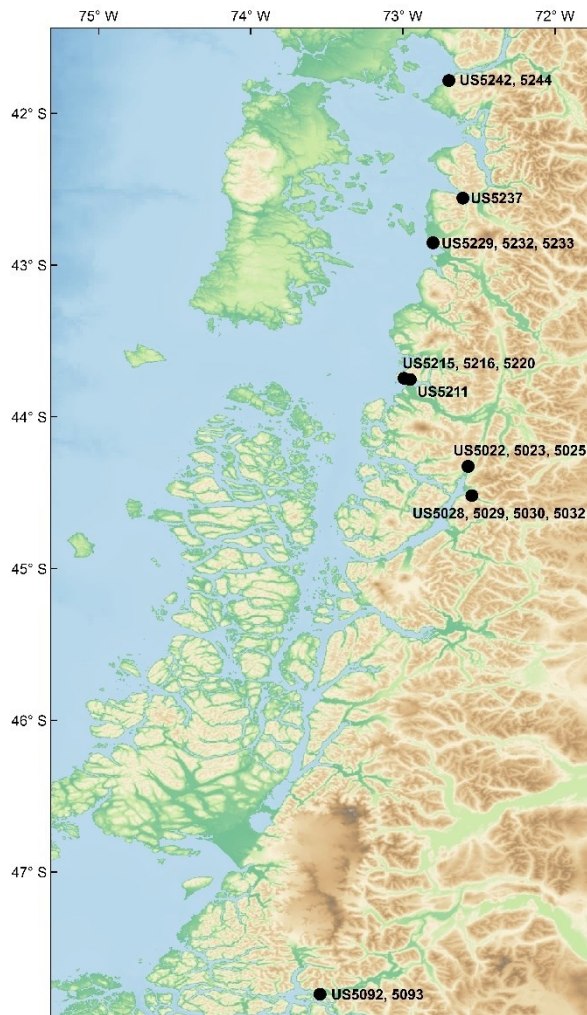 75° W 74° W 73° W 72° W
42° S
US5242, 5244
US5237
US5229, 5232, 5233
43° S
US5215, 5216, 5220
US5211
44° S
US5022, 5023, 5025
US5028, 5029, 5030, 5032
45° S
46° S
47° S
US5092, 5093